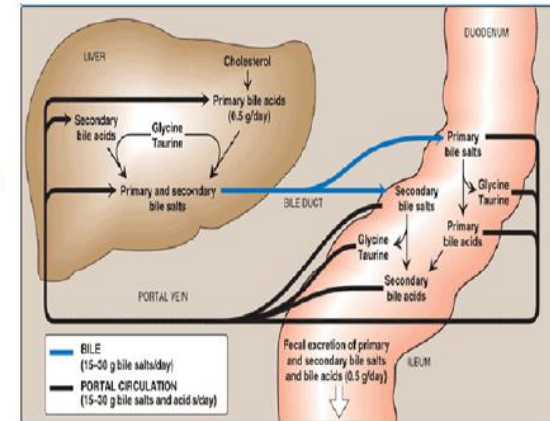 LIVER
Cholesterol
Primary bile acids
(0.5 g/day)
Secondary
bile acids
Glycine
Taurine
Primary and secondary
bile salts
BILE DUCT
PORTAL VEIN
DUODENUM
Primary
bile salts
Glycine
Taurine
Primary
bile acids
Secondary
bile salts
Glycine
Taurine
Secondary
bile acids
ILEUM
Fecal excretion of primary
and secondary bile salts
and bile acids (0.5 g/day)
BILE
(15–30 g bile salts/day)
PORTAL CIRCULATION
(15–30 g bile salts and acids/day)